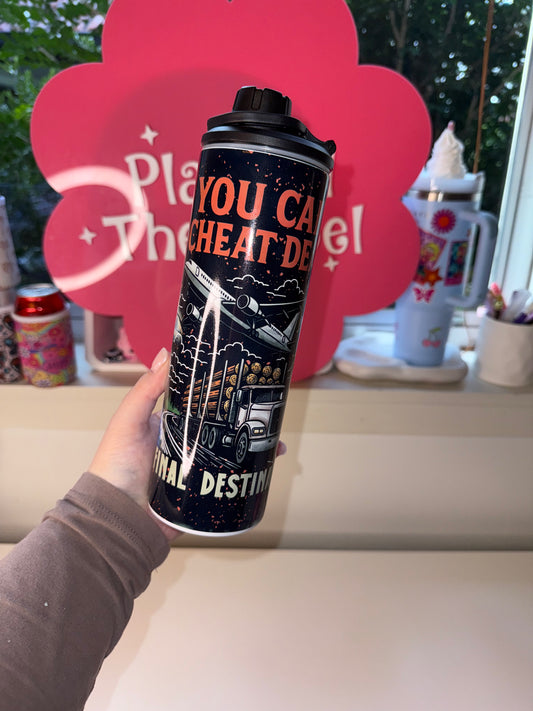 Pla
The el
YOU CA
CHEAT DE
INAL DESTIN